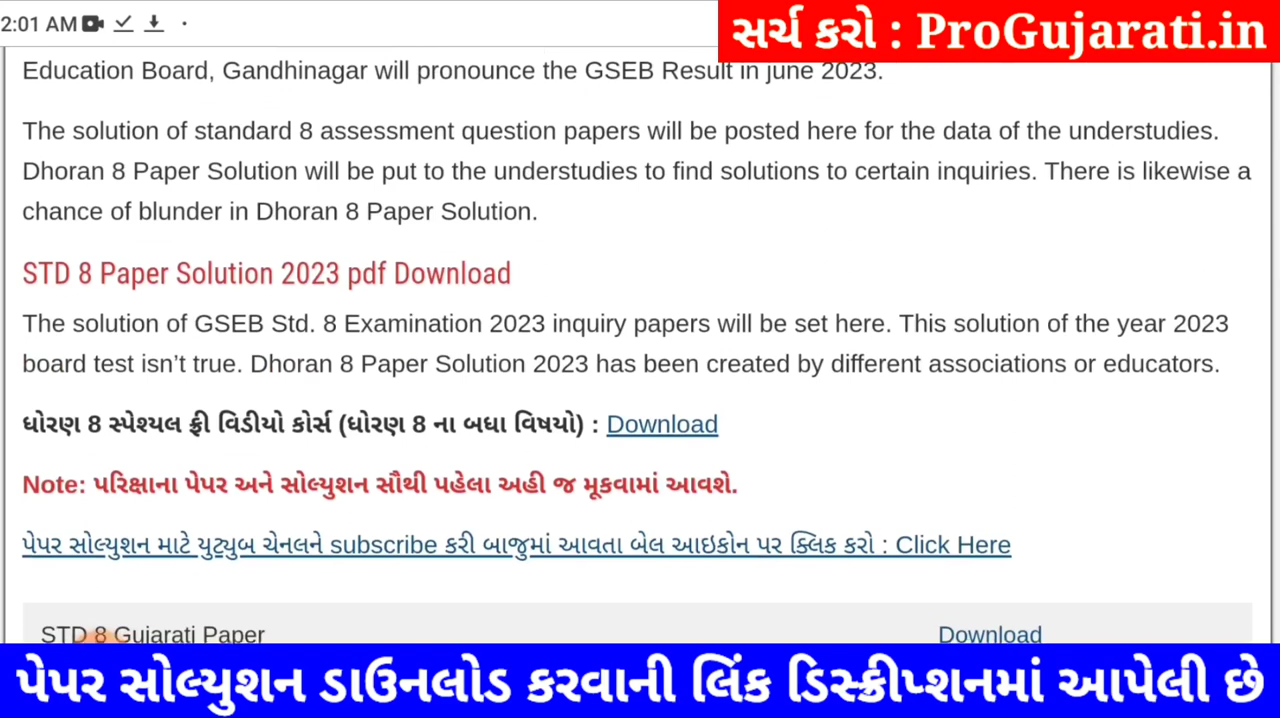 2:01 AM
સર્ચ કરો : ProGujarati.in
Education Board, Gandhinagar will pronounce the GSEB Result in june 2023.
The solution of standard 8 assessment question papers will be posted here for the data of the understudies.
Dhoran 8 Paper Solution will be put to the understudies to find solutions to certain inquiries. There is likewise a
chance of blunder in Dhoran 8 Paper Solution.
STD 8 Paper Solution 2023 pdf Download
The solution of GSEB Std. 8 Examination 2023 inquiry papers will be set here. This solution of the year 2023
board test isn’t true. Dhoran 8 Paper Solution 2023 has been created by different associations or educators.
ધોરણ 8 સ્પેશ્યલ ફ્રી વિડીયો કોર્સ (ધોરણ 8 ના બધા વિષયો) : Download
Note: પરિક્ષાના પેપર અને સોલ્યુશન સૌથી પહેલા અહી જ મૂકવામાં આવશે.
પેપર સોલ્યુશન માટે યુટ્યુબ ચેનલને subscribe કરી બાજુમાં આવતા બેલ આઇકોન પર ક્લિક કરો : Click Here
STD 8 Gujarati Paper Download
પેપર સોલ્યુશન ડાઉનલોડ કરવાની લિંક ડિસ્ક્રીપ્શનમાં આપેલી છે